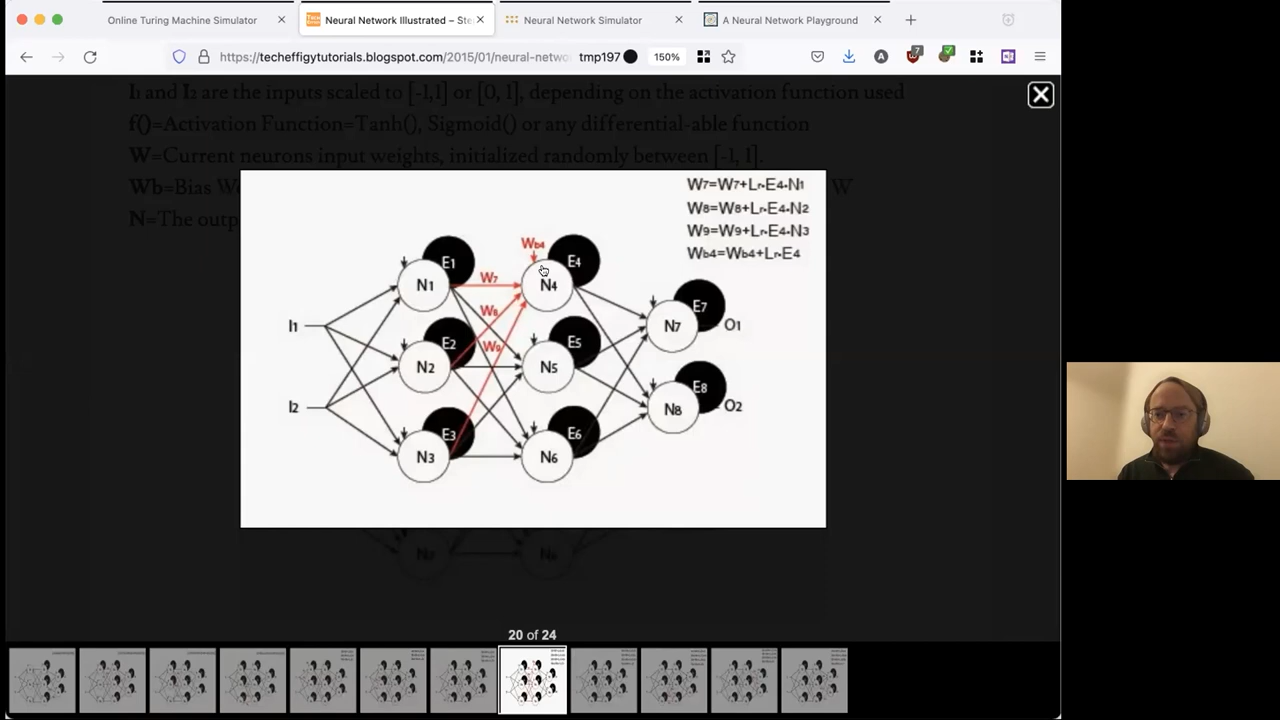 Online Turing Machine Simulator
Neural Network Illustrated – Ste
Neural Network Simulator
A Neural Network Playground
https://techeffigytutorials.blogspot.com/2015/01/neural-netwo
tmp197
150%
7
I1 and I2 are the inputs scaled to [-1,1] or [0, 1], depending on the activation function used
f()=Activation Function=Tanh(), Sigmoid() or any differential-able function
W=Current neurons input weights, initialized randomly between [-1, 1].
Wb=Bias W
W
N=The outp
W7=W7+Lr•E4•N1
W8=W8+Lr•E4•N2
W9=W9+Lr•E4•N3
Wb4=Wb4+Lr•E4
Wb4
E1
E4
W7
N1
N4
E7
W8
I1
N7
O1
E2
E5
W9
N2
N5
E8
I2
N8
O2
E3
E6
N3
N6
20 of 24